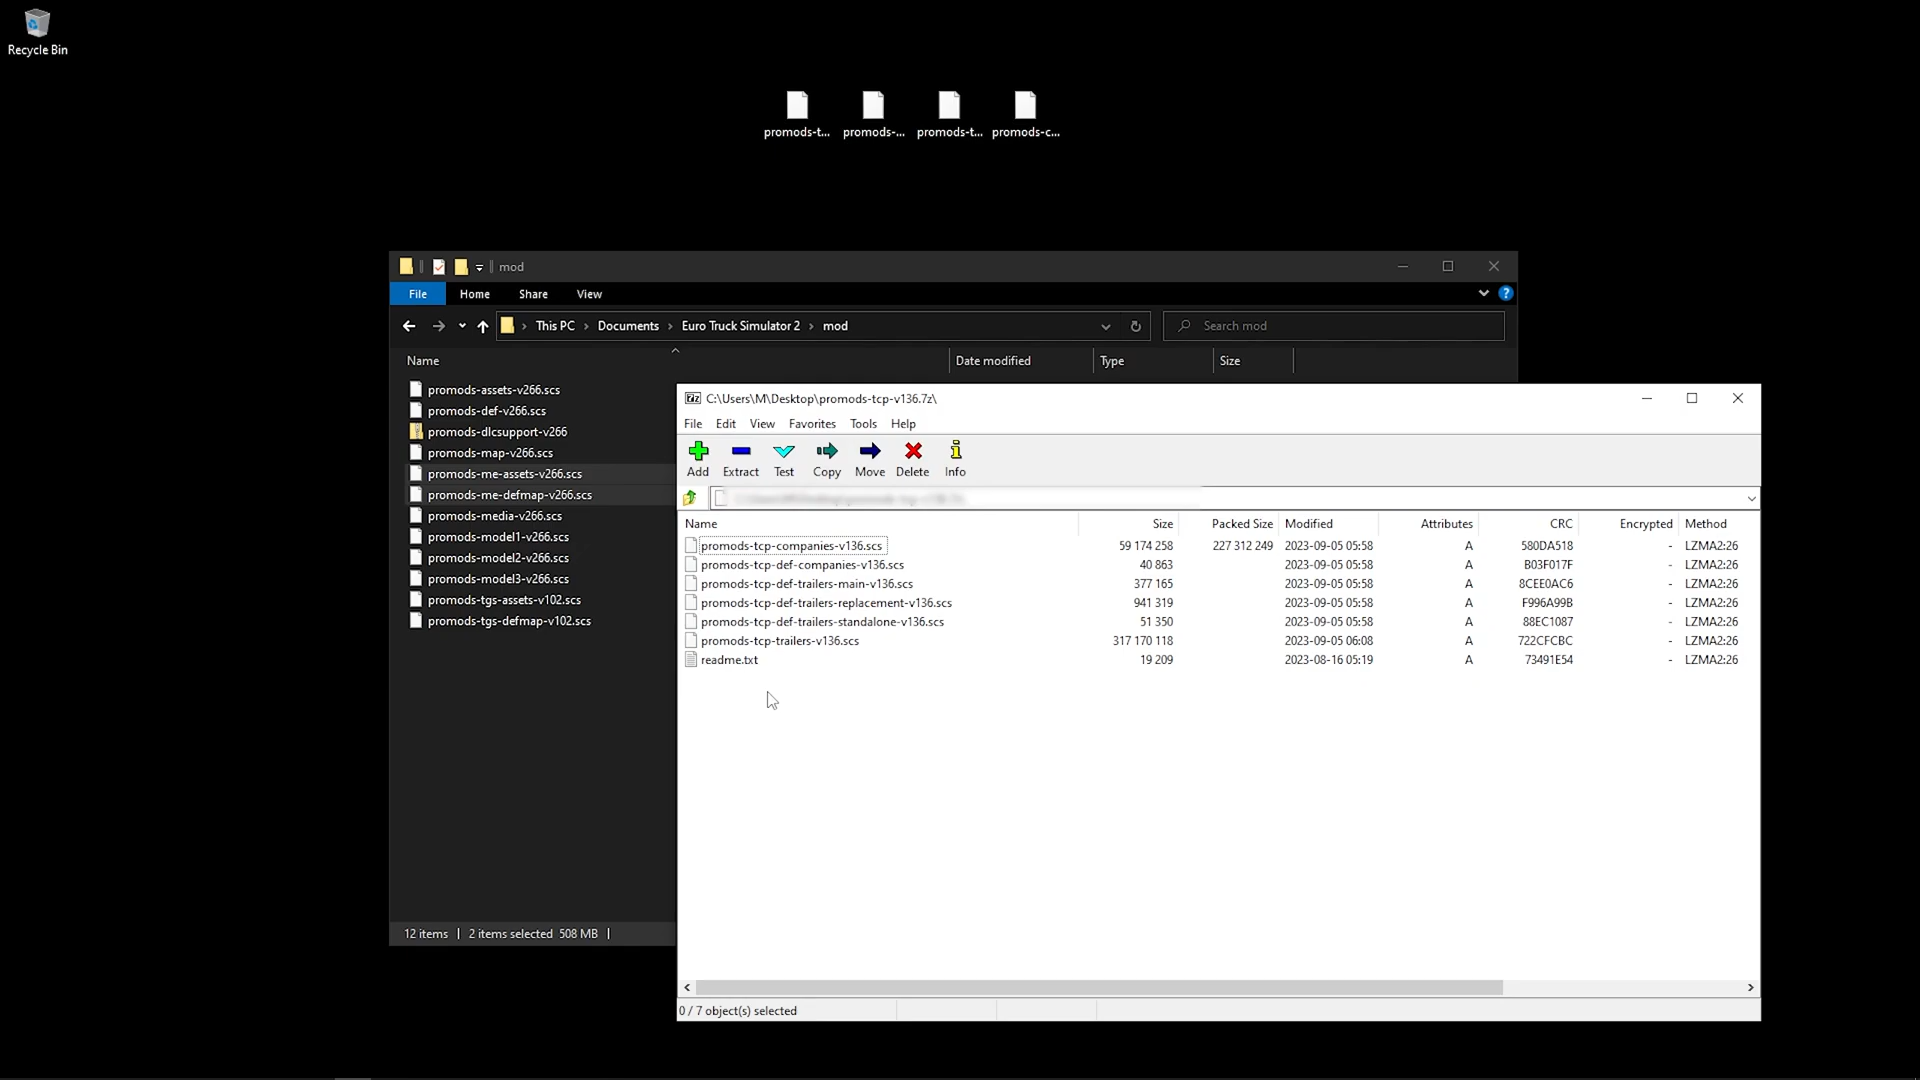 Recycle Bin
promods-t...
promods-...
promods-t...
promods-c...
mod
File Home Share View
This PC > Documents > Euro Truck Simulator 2 > mod
Search mod
Name Date modified Type Size
promods-assets-v266.scs
promods-def-v266.scs
promods-dlcsupport-v266
promods-map-v266.scs
promods-me-assets-v266.scs
promods-me-defmap-v266.scs
promods-media-v266.scs
promods-model1-v266.scs
promods-model2-v266.scs
promods-model3-v266.scs
promods-tgs-assets-v102.scs
promods-tgs-defmap-v102.scs
12 items 2 items selected 508 MB
7z C:\Users\M\Desktop\promods-tcp-v136.7z\
File Edit View Favorites Tools Help
Add Extract Test Copy Move Delete Info
Name Size Packed Size Modified Attributes CRC Encrypted Method
promods-tcp-companies-v136.scs 59 174 258 227 312 249 2023-09-05 05:58 A 580DA518 - LZMA2:26
promods-tcp-def-companies-v136.scs 40 863 2023-09-05 05:58 A B03F017F - LZMA2:26
promods-tcp-def-trailers-main-v136.scs 377 165 2023-09-05 05:58 A 8CEE0AC6 - LZMA2:26
promods-tcp-def-trailers-replacement-v136.scs 941 319 2023-09-05 05:58 A F996A99B - LZMA2:26
promods-tcp-def-trailers-standalone-v136.scs 51 350 2023-09-05 05:58 A 88EC1087 - LZMA2:26
promods-tcp-trailers-v136.scs 317 170 118 2023-09-05 06:08 A 722CFCBC - LZMA2:26
readme.txt 19 209 2023-08-16 05:19 A 73491E54 - LZMA2:26
0 / 7 object(s) selected